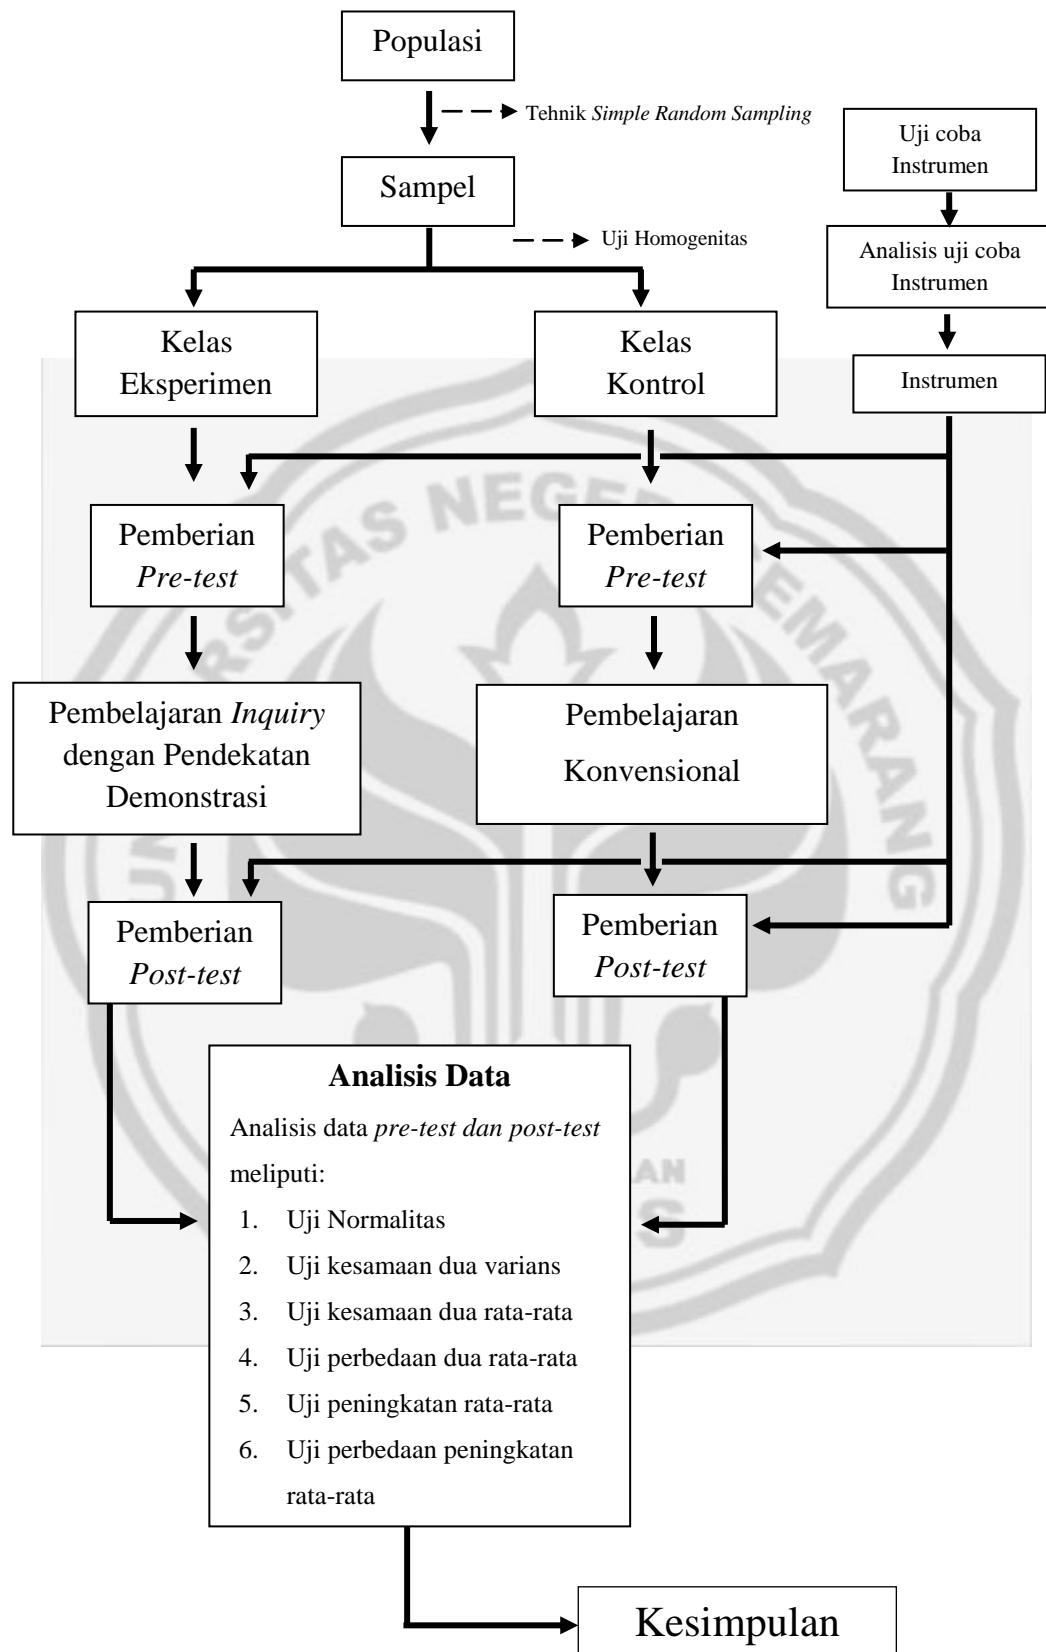 Populasi
Tehnik Simple Random Sampling
Uji coba
Instrumen
Sampel
Uji Homogenitas
Analisis uji coba
Instrumen
Kelas
Eksperimen
Kelas
Kontrol
Instrumen
UNIVERSITAS NEGERI SEMARANG
Pemberian
Pre-test
Pemberian
Pre-test
Pembelajaran Inquiry
dengan Pendekatan
Demonstrasi
Pembelajaran
Konvensional
Pemberian
Post-test
Pemberian
Post-test
Analisis Data
Analisis data pre-test dan post-test
meliputi:
1. Uji Normalitas
2. Uji kesamaan dua varians
3. Uji kesamaan dua rata-rata
4. Uji perbedaan dua rata-rata
5. Uji peningkatan rata-rata
6. Uji perbedaan peningkatan
rata-rata
Kesimpulan